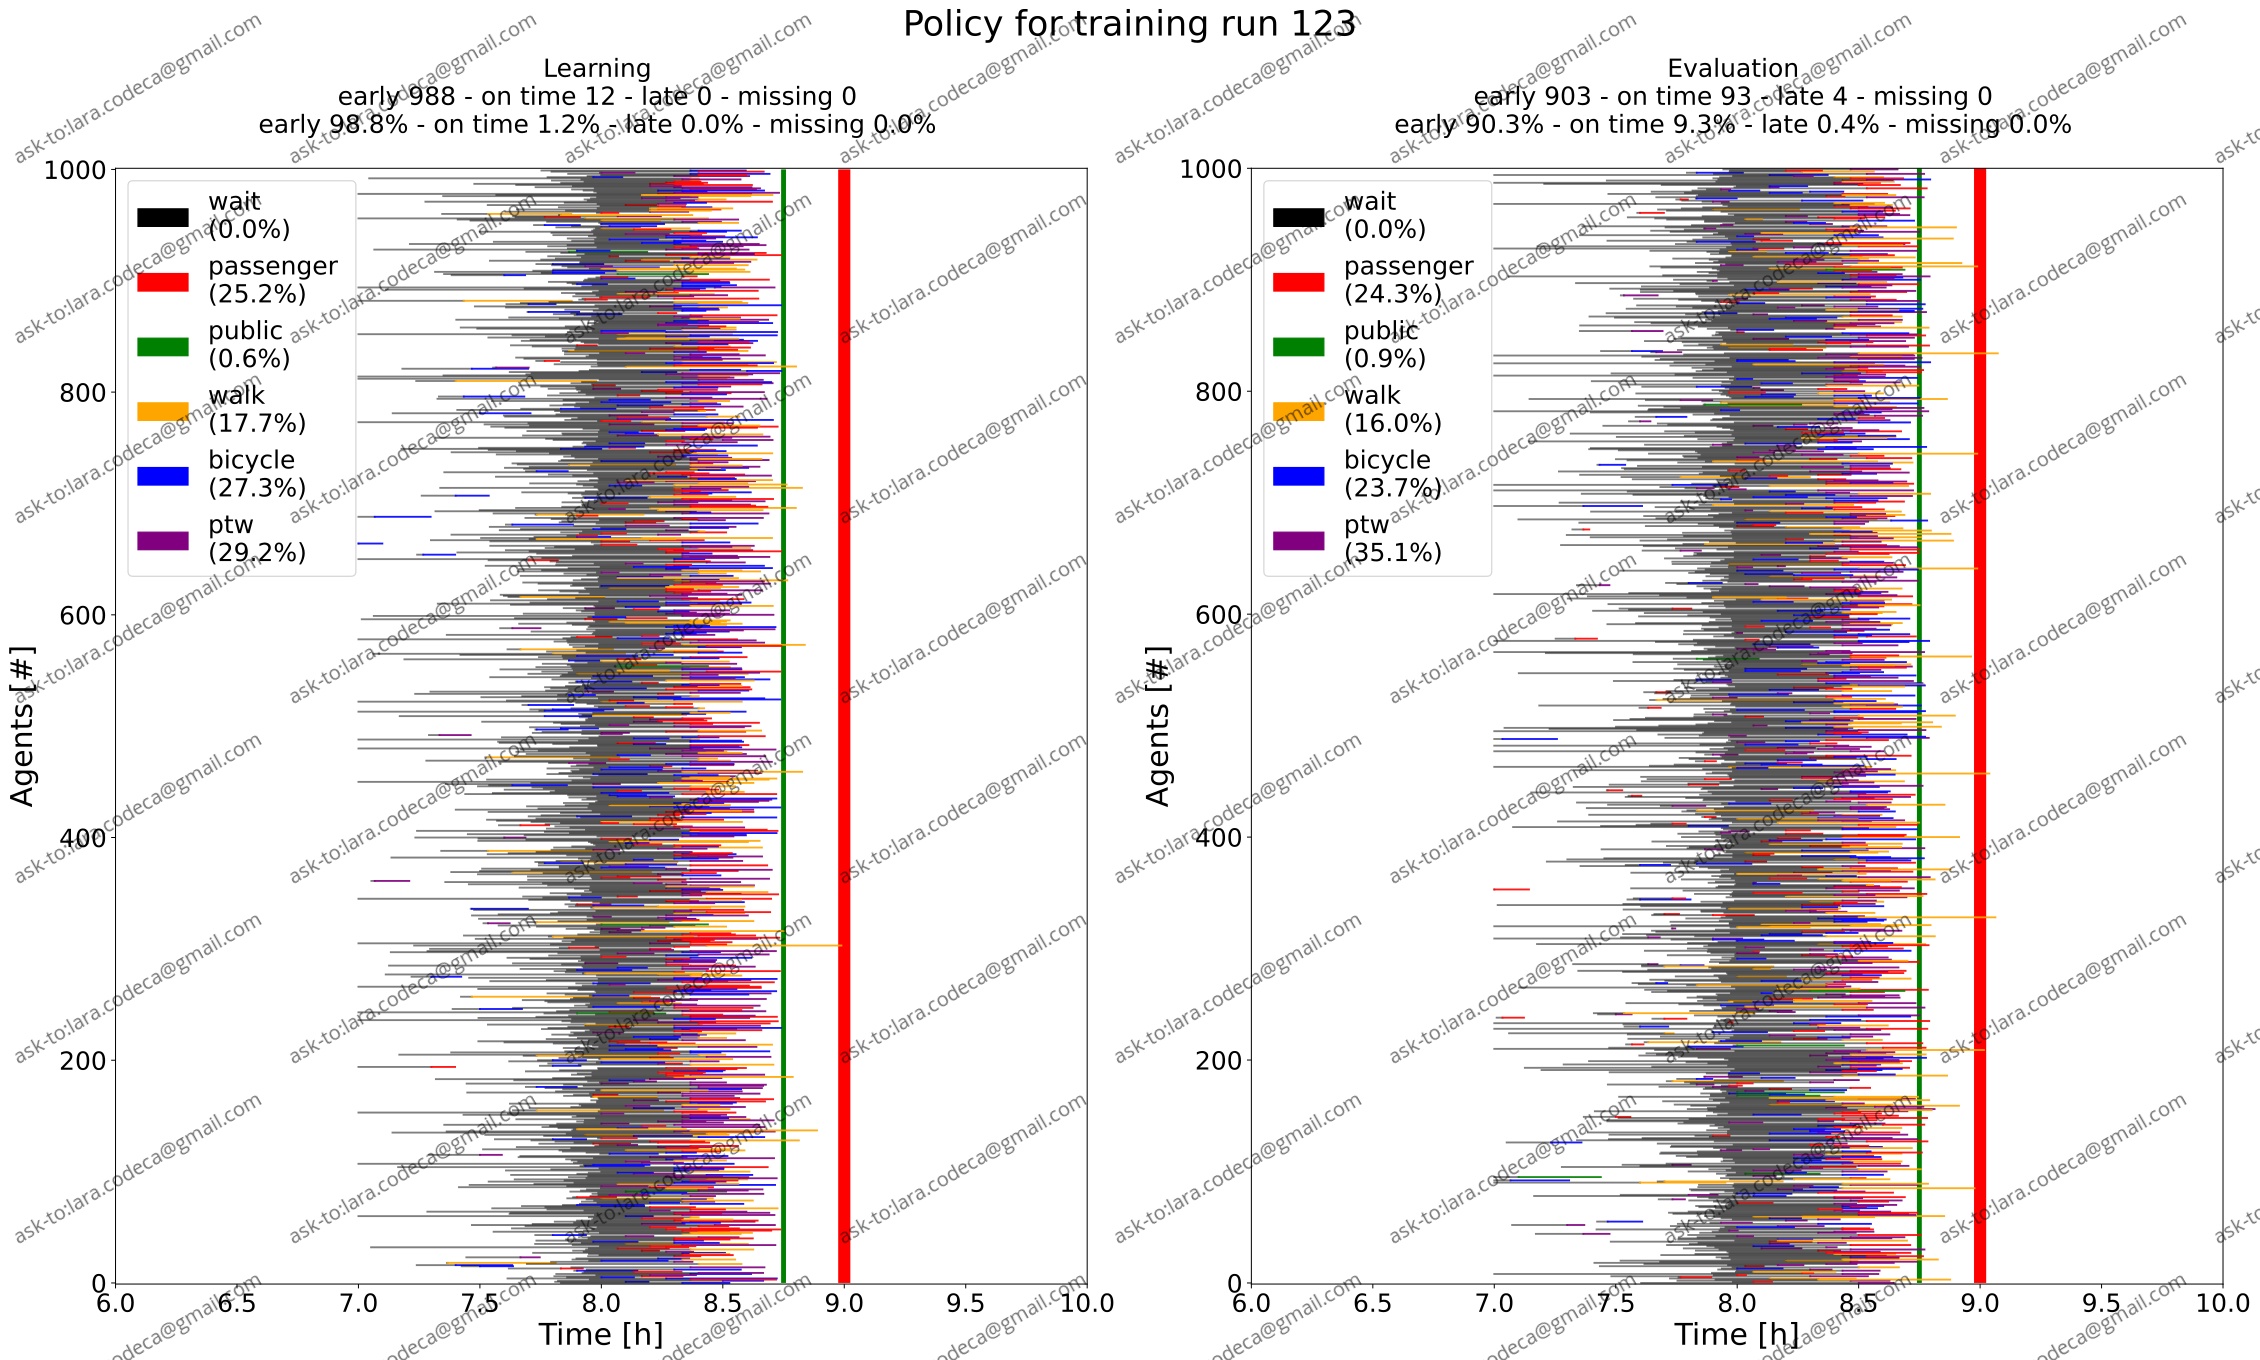 Policy for training run 123
Learning
early 988 - on time 12 - late 0 - missing 0
early 98.8% - on time 1.2% - late 0.0% - missing 0.0%
1000
800
600
400
200
0
Agents [#]
wait
(0.0%)
passenger
(25.2%)
public
(0.6%)
walk
(17.7%)
bicycle
(27.3%)
ptw
(29.2%)
6.0 6.5 7.0 7.5 8.0 8.5 9.0 9.5 10.0
Time [h]
Evaluation
early 903 - on time 93 - late 4 - missing 0
early 90.3% - on time 9.3% - late 0.4% - missing 0.0%
1000
800
600
400
200
0
Agents [#]
wait
(0.0%)
passenger
(24.3%)
public
(0.9%)
walk
(16.0%)
bicycle
(23.7%)
ptw
(35.1%)
6.0 6.5 7.0 7.5 8.0 8.5 9.0 9.5 10.0
Time [h]
ask-to:lara.codeca@gmail.com